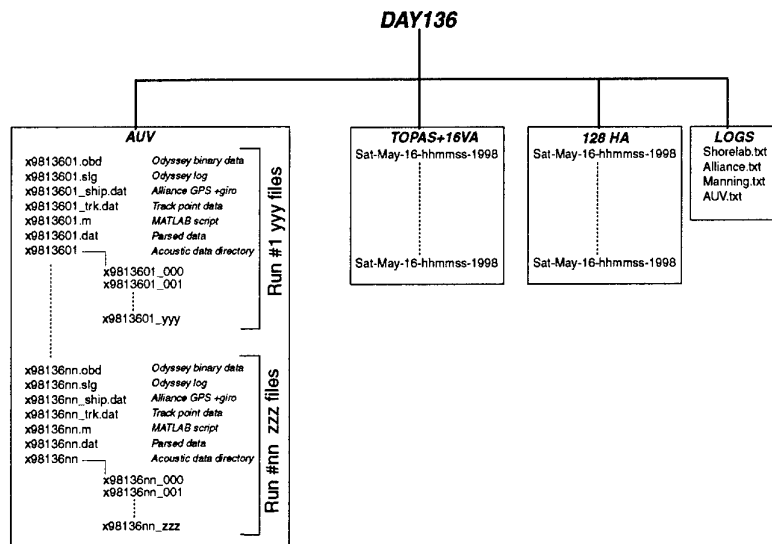 DAY136
AUV
x9813601.obd Odyssey binary data
x9813601.slg Odyssey log
x9813601_ship.dat Alliance GPS +giro
x9813601_trk.dat Track point data
x9813601.m MATLAB script
x9813601.dat Parsed data
x9813601 Acoustic data directory
x9813601_000
x9813601_001
x9813601_yyy
Run #1 yyy files
x98136nn.obd Odyssey binary data
x98136nn.slg Odyssey log
x98136nn_ship.dat Alliance GPS +giro
x98136nn_trk.dat Track point data
x98136nn.m MATLAB script
x98136nn.dat Parsed data
x98136nn Acoustic data directory
x98136nn_000
x98136nn_001
x98136nn_zzz
Run #nn zzz files
TOPAS+16VA
Sat-May-16-hhmmss-1998
Sat-May-16-hhmmss-1998
128 HA
Sat-May-16-hhmmss-1998
Sat-May-16-hhmmss-1998
LOGS
Shorelab.txt
Alliance.txt
Manning.txt
AUV.txt